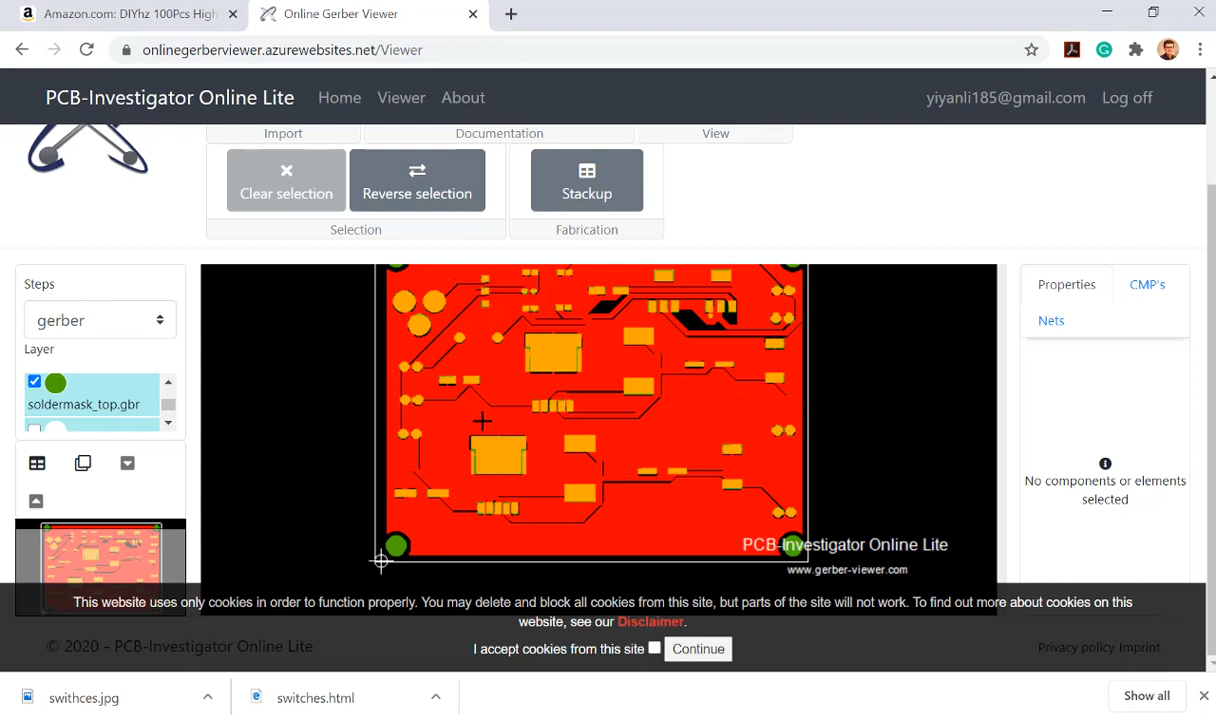 Amazon.com: DIYhz 100Pcs High
Online Gerber Viewer
onlinegerberviewer.azurewebsites.net/Viewer
PCB-Investigator Online Lite
Home
Viewer
About
yiyanli185@gmail.com
Log off
Import
Documentation
View
Clear selection
Reverse selection
Stackup
Selection
Fabrication
Steps
gerber
Layer
soldermask_top.gbr
Properties
CMP's
Nets
No components or elements
selected
PCB-Investigator Online Lite
www.gerber-viewer.com
This website uses only cookies in order to function properly. You may delete and block all cookies from this site, but parts of the site will not work. To find out more about cookies on this
website, see our Disclaimer.
I accept cookies from this site
Continue
© 2020 - PCB-Investigator Online Lite
Privacy policy Imprint
swithces.jpg
switches.html
Show all